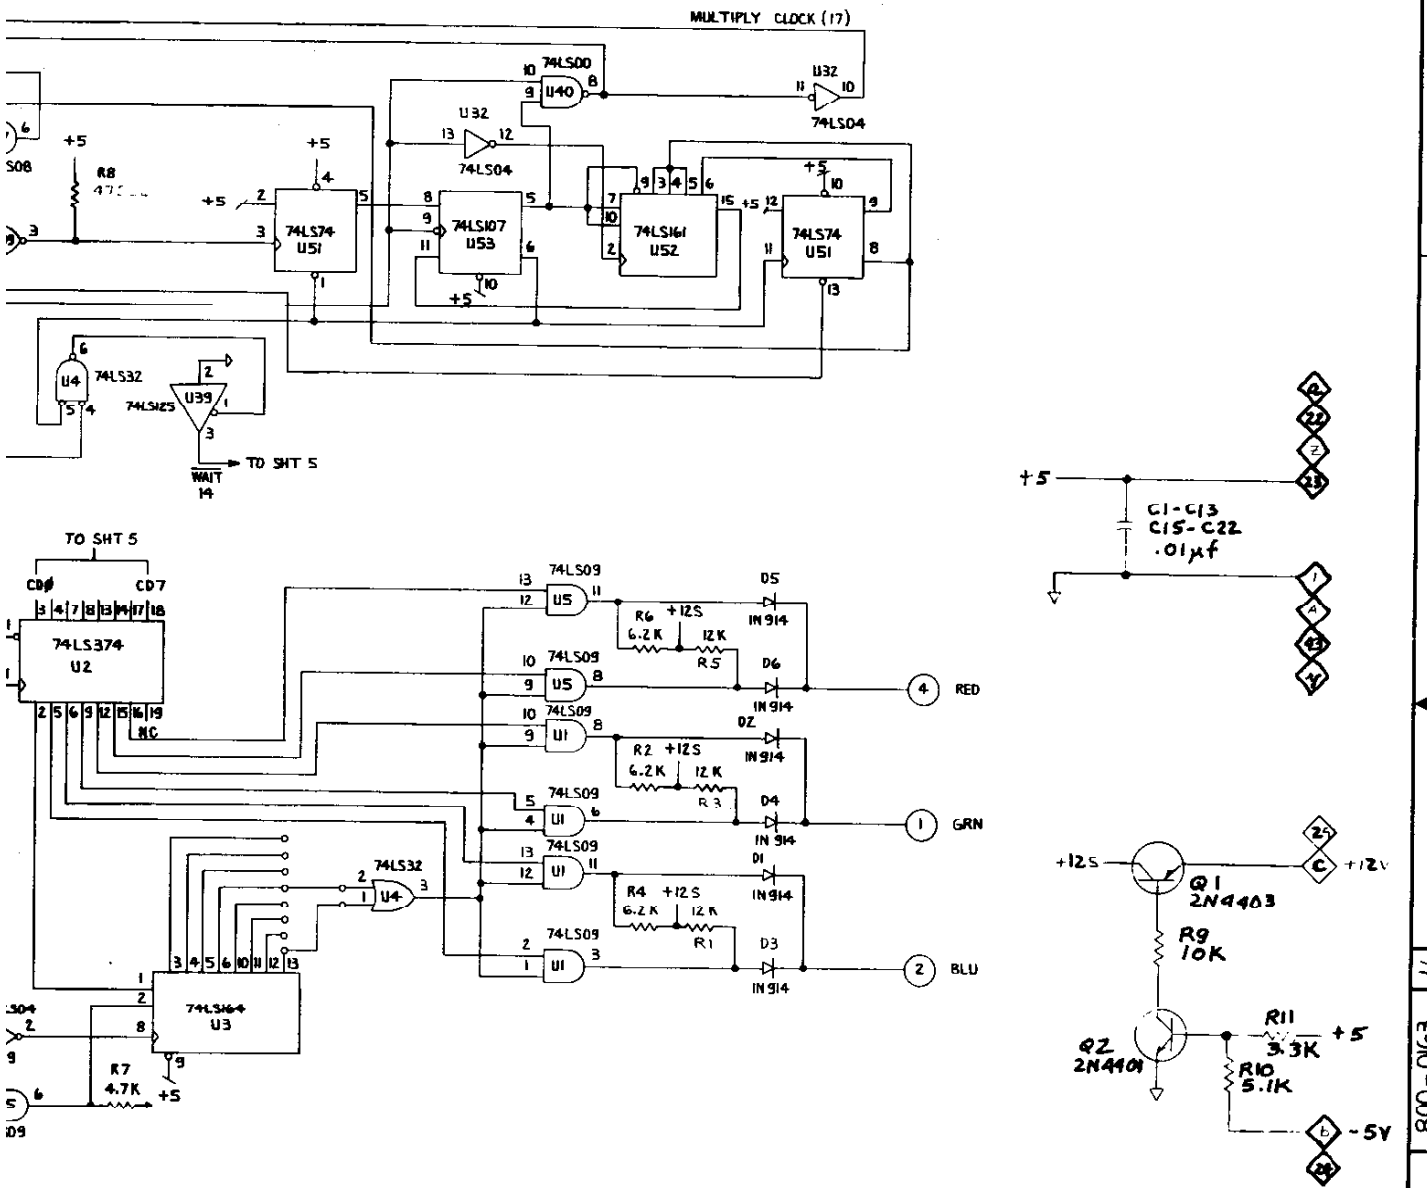 MULTIPLY CLOCK (17)
74LS00
10
8
U40
9
U32
11
10
74LS04
U32
13
12
74LS04
6
+5
R8
3
+5
4
+5
2
5
74LS74
U51
3
1
8
5
9
74LS107
U53
11
6
10
+5
9
3
4
5
6
7
15
10
74LS161
U52
2
+5
10
+5
12
9
74LS74
U51
11
8
13
6
U4
74LS32
5
4
2
U39
74LS125
1
3
WAIT
14
TO SHT 5
TO SHT 5
CD0
CD7
3 4 7 8 13 14 17 18
74LS374
U2
2 5 6 9 12 15 16 19
NC
74LS09
13
12
U5
11
D5
1N914
R6
6.2K
+12S
12K
R5
74LS09
10
9
U5
8
D6
1N914
4
RED
74LS09
10
9
U1
8
D2
1N914
R2
6.2K
+12S
12K
R3
74LS09
5
4
U1
6
D4
1N914
1
GRN
74LS09
13
12
U1
11
D1
1N914
R4
6.2K
+12S
12K
R1
74LS09
2
1
U1
3
D3
1N914
2
BLU
74LS32
2
1
U4
3
3 4 5 6 10 11 12 13
1
2
74LS164
U3
8
9
+5
2
R7
4.7K
6
22
Z
23
+5
C1-C13
C15-C22
.01µf
1
A
43
Y
+12S
25
C
+12V
Q1
2N4403
R9
10K
Q2
2N4401
R11
3.3K
+5
R10
5.1K
b
-5V